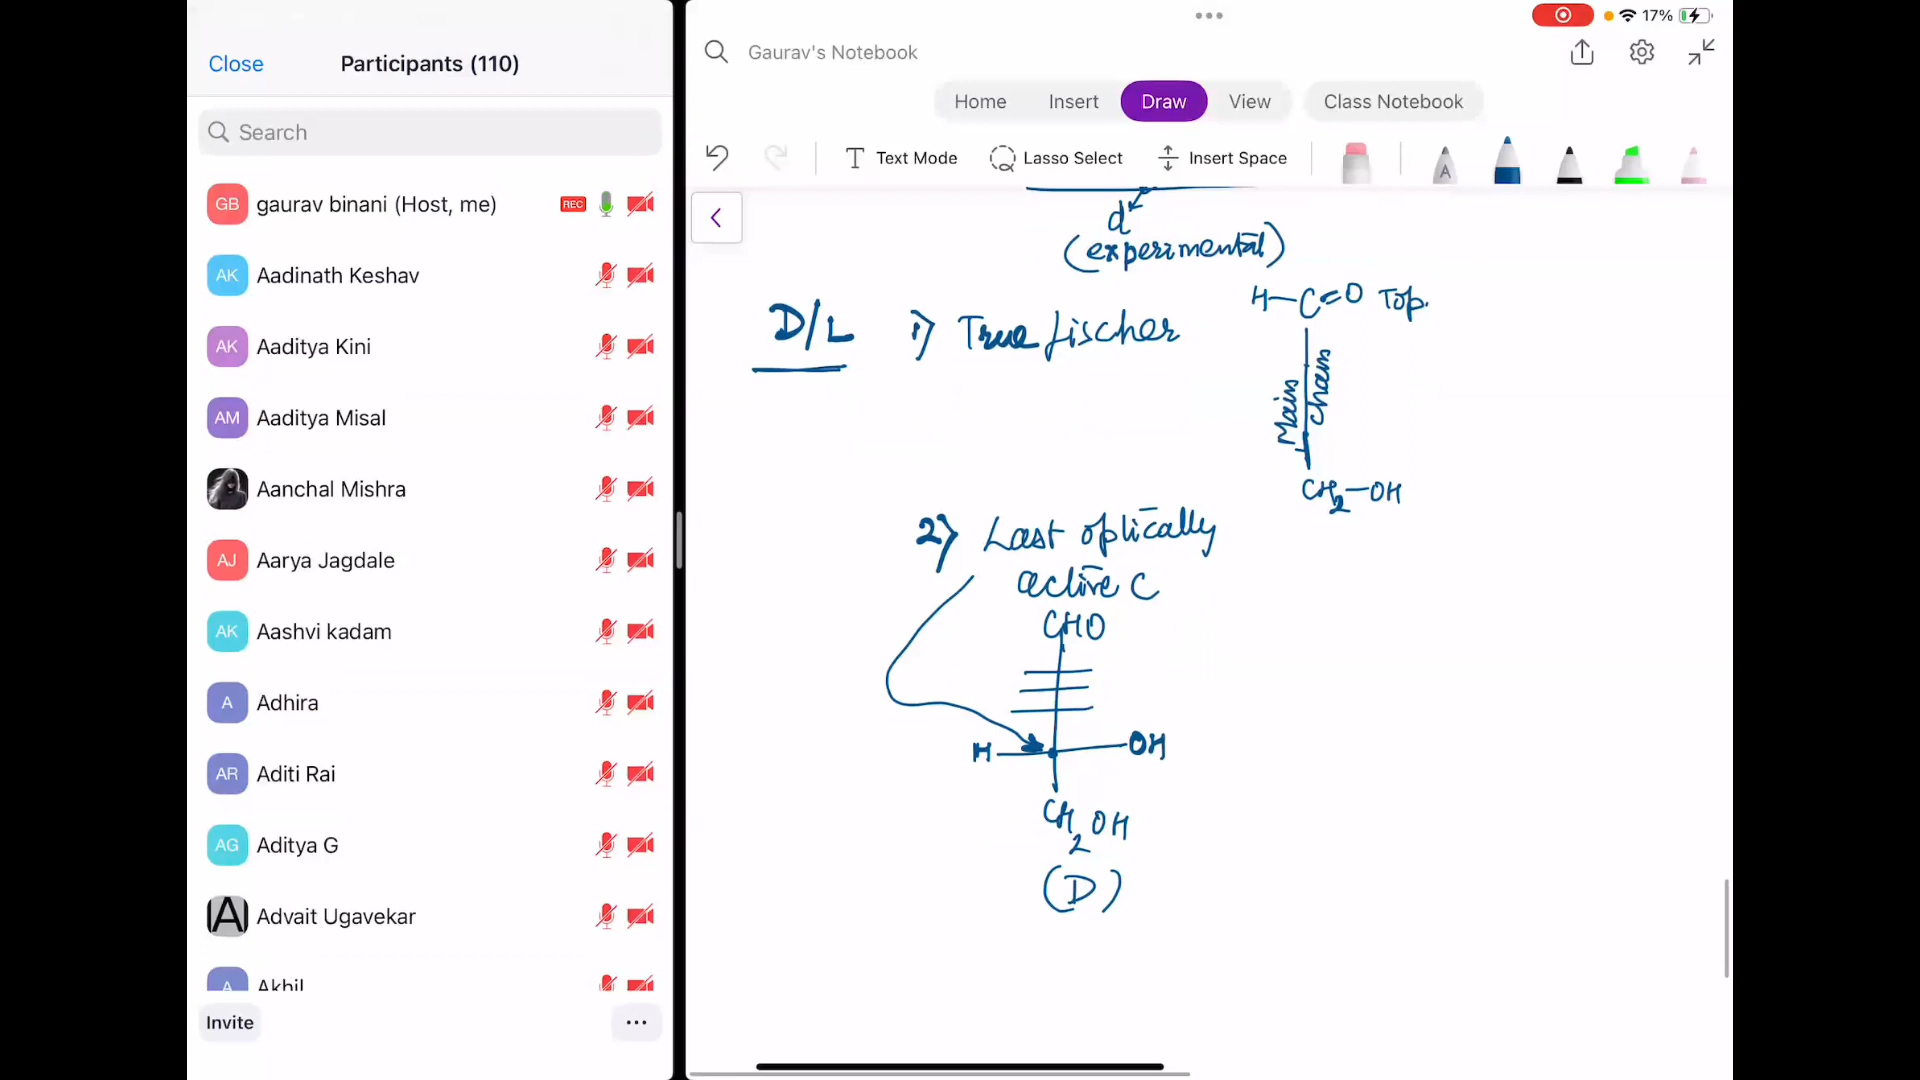 17%
Close
Participants (110)
Search
GB
gaurav binani (Host, me)
REC
AK
Aadinath Keshav
AK
Aaditya Kini
AM
Aaditya Misal
Aanchal Mishra
AJ
Aarya Jagdale
AK
Aashvi kadam
A
Adhira
AR
Aditi Rai
AG
Aditya G
A
Advait Ugavekar
A
Akhil
Invite
Gaurav's Notebook
Home
Insert
Draw
View
Class Notebook
Text Mode
Lasso Select
Insert Space
A
d
(experimental)
D/L
1) True fischer
H-C=O Top.
Main
chain
CH2-OH
2) Last optically
active C
CHO
H
OH
CH2OH
(D)